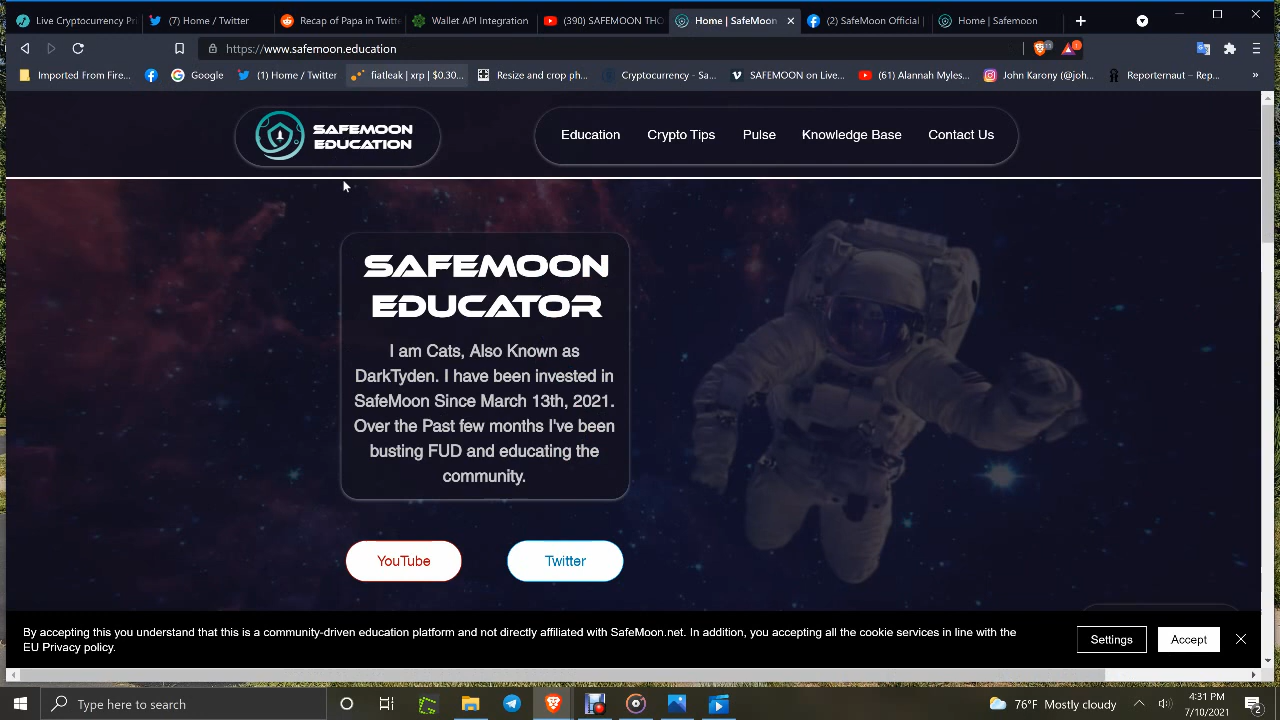 Live Cryptocurrency Pri
(7) Home / Twitter
Recap of Papa in Twitte
Wallet API Integration
(390) SAFEMOON THO
Home | SafeMoon
(2) SafeMoon Official |
Home | Safemoon
https://www.safemoon.education
15
1
Imported From Fire...
Google
(1) Home / Twitter
fiatleak | xrp | $0.30...
Resize and crop ph...
Cryptocurrency - Sa...
SAFEMOON on Live...
(61) Alannah Myles...
John Karony (@joh...
Reporternaut – Rep...
SAFEMOON
EDUCATION
Education
Crypto Tips
Pulse
Knowledge Base
Contact Us
SAFEMOON
EDUCATOR
I am Cats, Also Known as
DarkTyden. I have been invested in
SafeMoon Since March 13th, 2021.
Over the Past few months I've been
busting FUD and educating the
community.
YouTube
Twitter
By accepting this you understand that this is a community-driven education platform and not directly affiliated with SafeMoon.net. In addition, you accepting all the cookie services in line with the
EU Privacy policy.
Settings
Accept
Type here to search
76°F Mostly cloudy
4:31 PM
7/10/2021
2